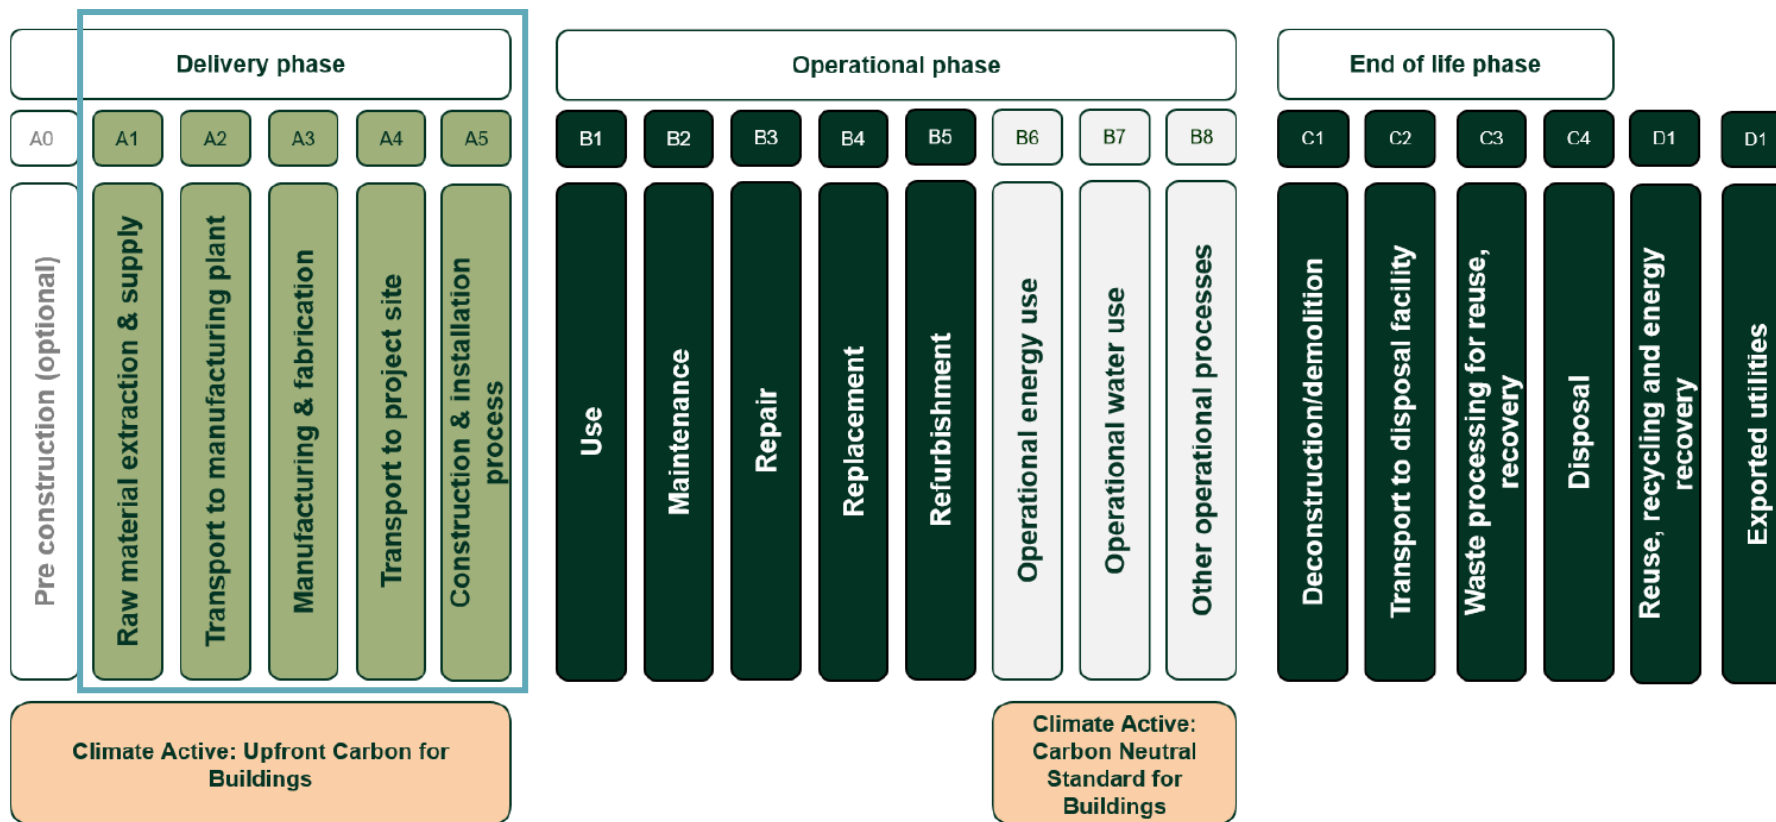 Delivery phase
Operational phase
End of life phase
A0
A1
A2
A3
A4
A5
B1
B2
B3
B4
B5
B6
B7
B8
C1
C2
C3
C4
D1
D1
Pre construction (optional)
Raw material extraction & supply
Transport to manufacturing plant
Manufacturing & fabrication
Transport to project site
Construction & installation
process
Use
Maintenance
Repair
Replacement
Refurbishment
Operational energy use
Operational water use
Other operational processes
Deconstruction/demolition
Transport to disposal facility
Waste processing for reuse,
recovery
Disposal
Reuse, recycling and energy
recovery
Exported utilities
Climate Active: Upfront Carbon for
Buildings
Climate Active:
Carbon Neutral
Standard for
Buildings